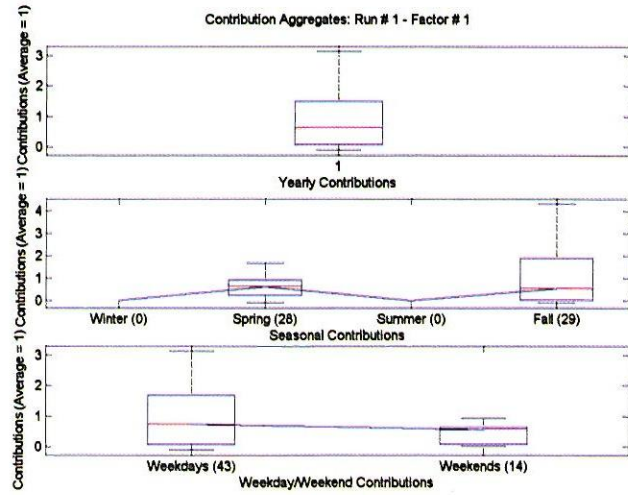 Contribution Aggregates: Run # 1 - Factor # 1
Contributions (Average = 1)
3
2
1
0
1
Yearly Contributions
Contributions (Average = 1)
4
3
2
1
0
Winter (0) Spring (28) Summer (0) Fall (29)
Seasonal Contributions
Contributions (Average = 1)
3
2
1
0
Weekdays (43) Weekends (14)
Weekday/Weekend Contributions